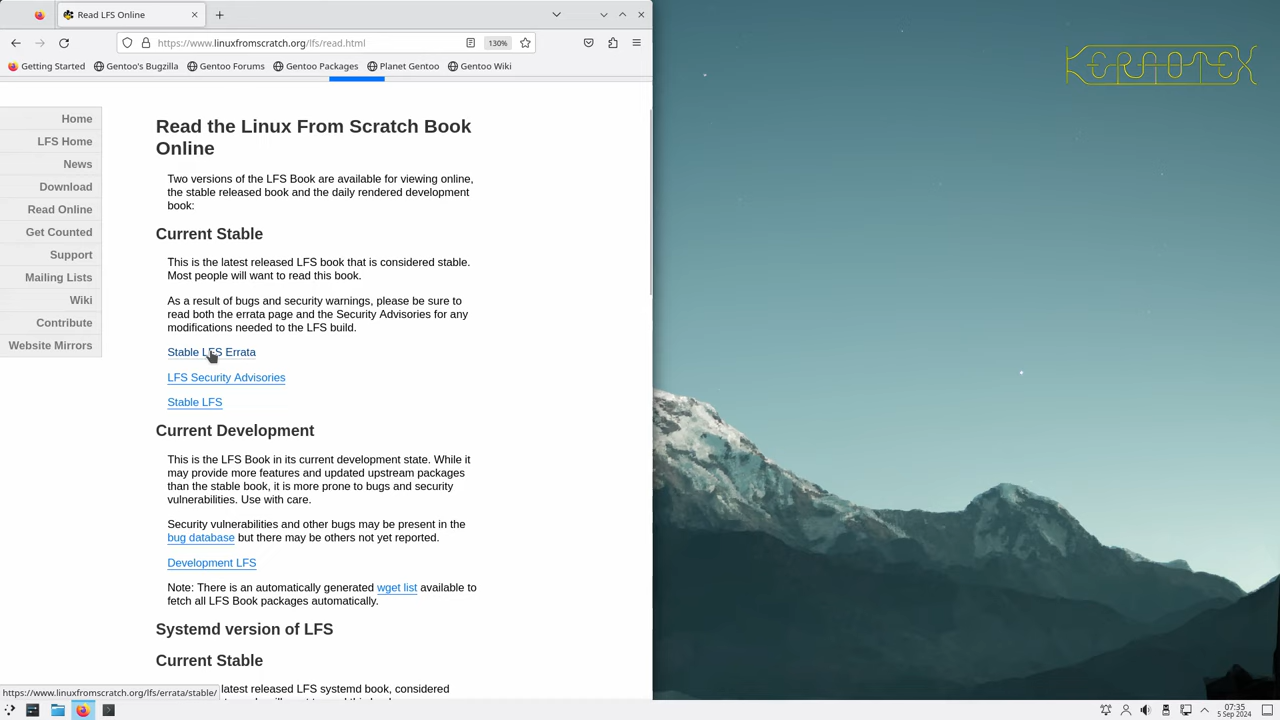 Read LFS Online
https://www.linuxfromscratch.org/lfs/read.html
130%
Getting Started
Gentoo's Bugzilla
Gentoo Forums
Gentoo Packages
Planet Gentoo
Gentoo Wiki
KERAOTEX
Home
LFS Home
News
Download
Read Online
Get Counted
Support
Mailing Lists
Wiki
Contribute
Website Mirrors
Read the Linux From Scratch Book
Online
Two versions of the LFS Book are available for viewing online,
the stable released book and the daily rendered development
book:
Current Stable
This is the latest released LFS book that is considered stable.
Most people will want to read this book.
As a result of bugs and security warnings, please be sure to
read both the errata page and the Security Advisories for any
modifications needed to the LFS build.
Stable LFS Errata
LFS Security Advisories
Stable LFS
Current Development
This is the LFS Book in its current development state. While it
may provide more features and updated upstream packages
than the stable book, it is more prone to bugs and security
vulnerabilities. Use with care.
Security vulnerabilities and other bugs may be present in the
bug database but there may be others not yet reported.
Development LFS
Note: There is an automatically generated wget list available to
fetch all LFS Book packages automatically.
Systemd version of LFS
Current Stable
latest released LFS systemd book, considered
https://www.linuxfromscratch.org/lfs/errata/stable/
07:35
5 Sep 2024